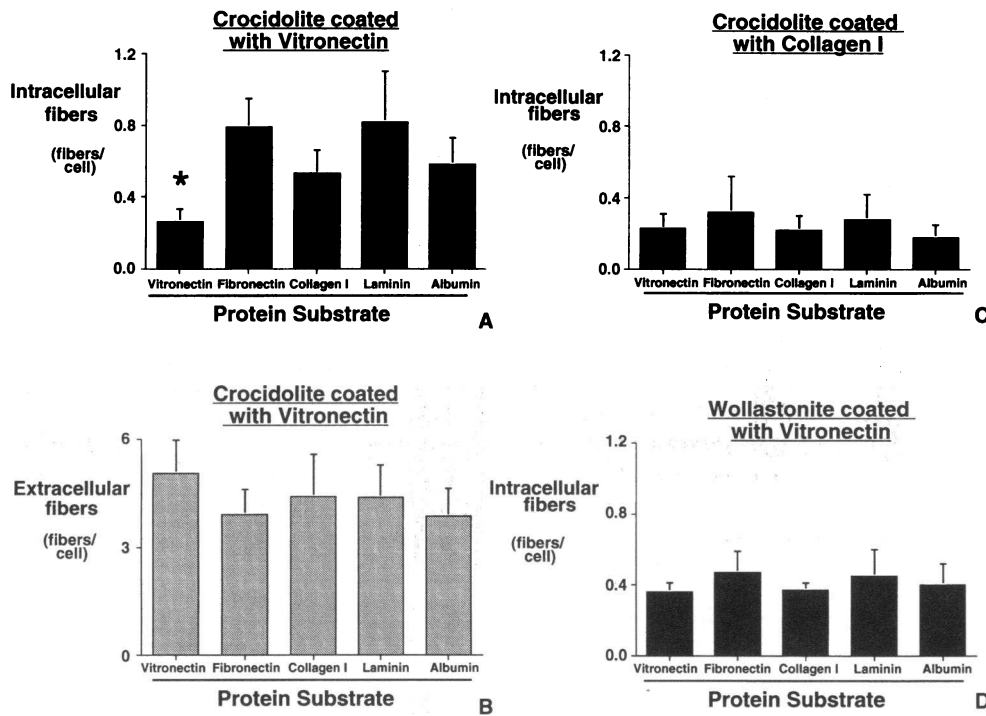 Crocidolite coated
with Vitronectin
1.2
Intracellular
fibers
0.8
(fibers/
cell)
*
0.4
0.0
Vitronectin Fibronectin Collagen I Laminin Albumin
Protein Substrate
A
Crocidolite coated
with Collagen I
1.2
Intracellular
fibers
0.8
(fibers/
cell)
0.4
0.0
Vitronectin Fibronectin Collagen I Laminin Albumin
Protein Substrate
C
Crocidolite coated
with Vitronectin
6
Extracellular
fibers
(fibers/
cell)
3
0
Vitronectin Fibronectin Collagen I Laminin Albumin
Protein Substrate
B
Wollastonite coated
with Vitronectin
1.2
Intracellular
fibers
0.8
(fibers/
cell)
0.4
0.0
Vitronectin Fibronectin Collagen I Laminin Albumin
Protein Substrate
D